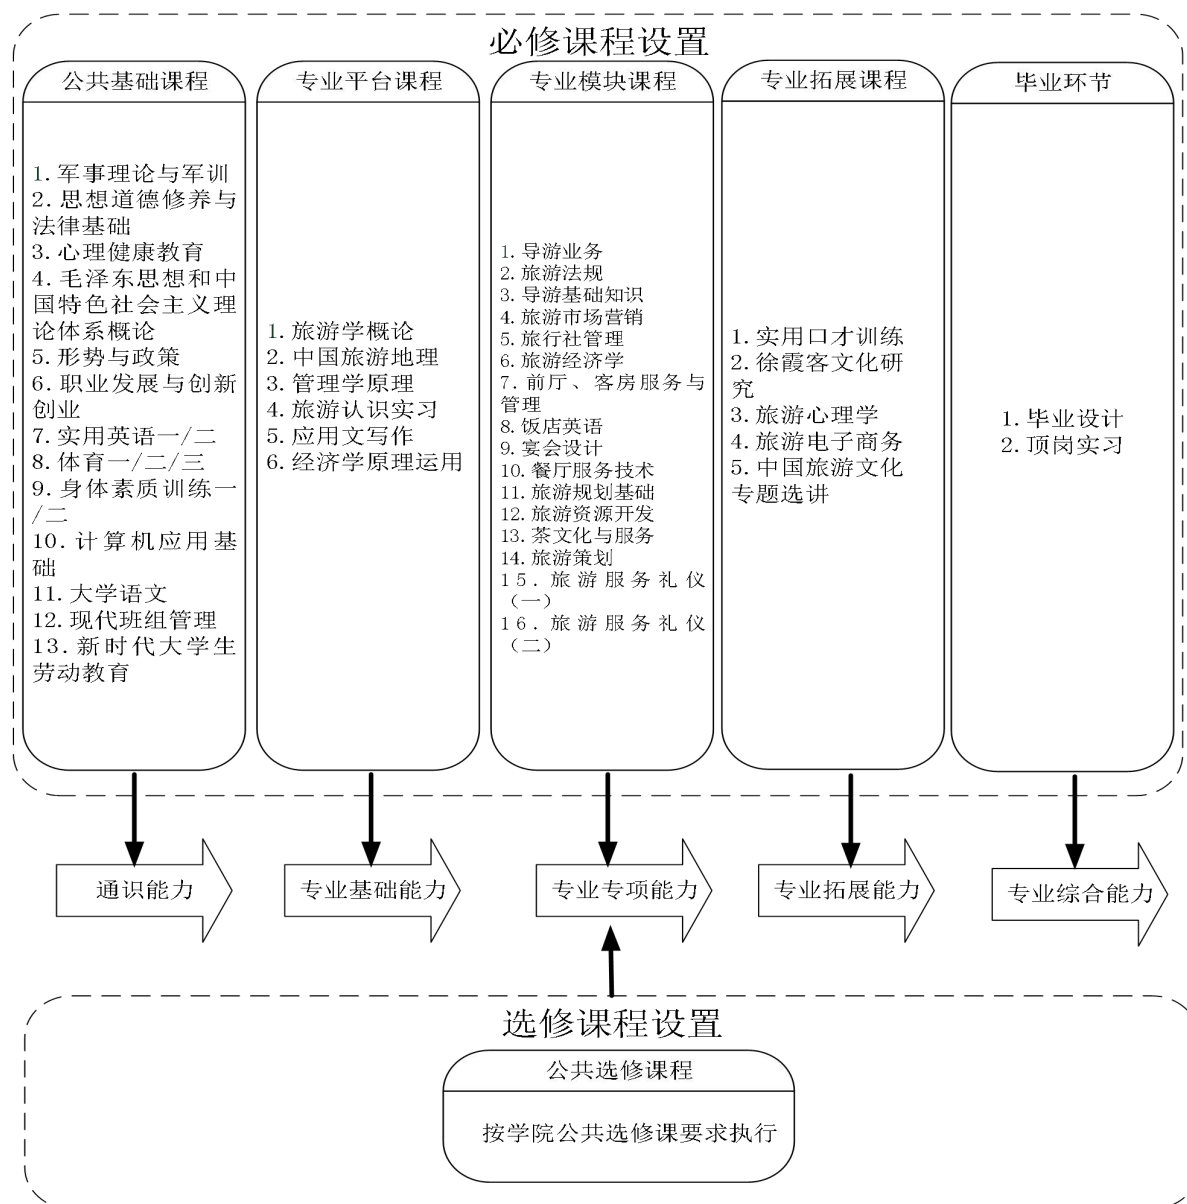 必修课程设置
公共基础课程
1. 军事理论与军训
2. 思想道德修养与
法律基础
3. 心理健康教育
4. 毛泽东思想和中
国特色社会主义理
论体系概论
5. 形势与政策
6. 职业发展与创新
创业
7. 实用英语一/二
8. 体育一/二/三
9. 身体素质训练一
/二
10. 计算机应用基
础
11. 大学语文
12. 现代班组管理
13. 新时代大学生
劳动教育
专业平台课程
1. 旅游学概论
2. 中国旅游地理
3. 管理学原理
4. 旅游认识实习
5. 应用文写作
6. 经济学原理运用
专业模块课程
1. 导游业务
2. 旅游法规
3. 导游基础知识
4. 旅游市场营销
5. 旅行社管理
6. 旅游经济学
7. 前厅、客房服务与
管理
8. 饭店英语
9. 宴会设计
10. 餐厅服务技术
11. 旅游规划基础
12. 旅游资源开发
13. 茶文化与服务
14. 旅游策划
15. 旅游服务礼仪
（一）
16. 旅游服务礼仪
（二）
专业拓展课程
1. 实用口才训练
2. 徐霞客文化研
究
3. 旅游心理学
4. 旅游电子商务
5. 中国旅游文化
专题选讲
毕业环节
1. 毕业设计
2. 顶岗实习
通识能力
专业基础能力
专业专项能力
专业拓展能力
专业综合能力
选修课程设置
公共选修课程
按学院公共选修课要求执行